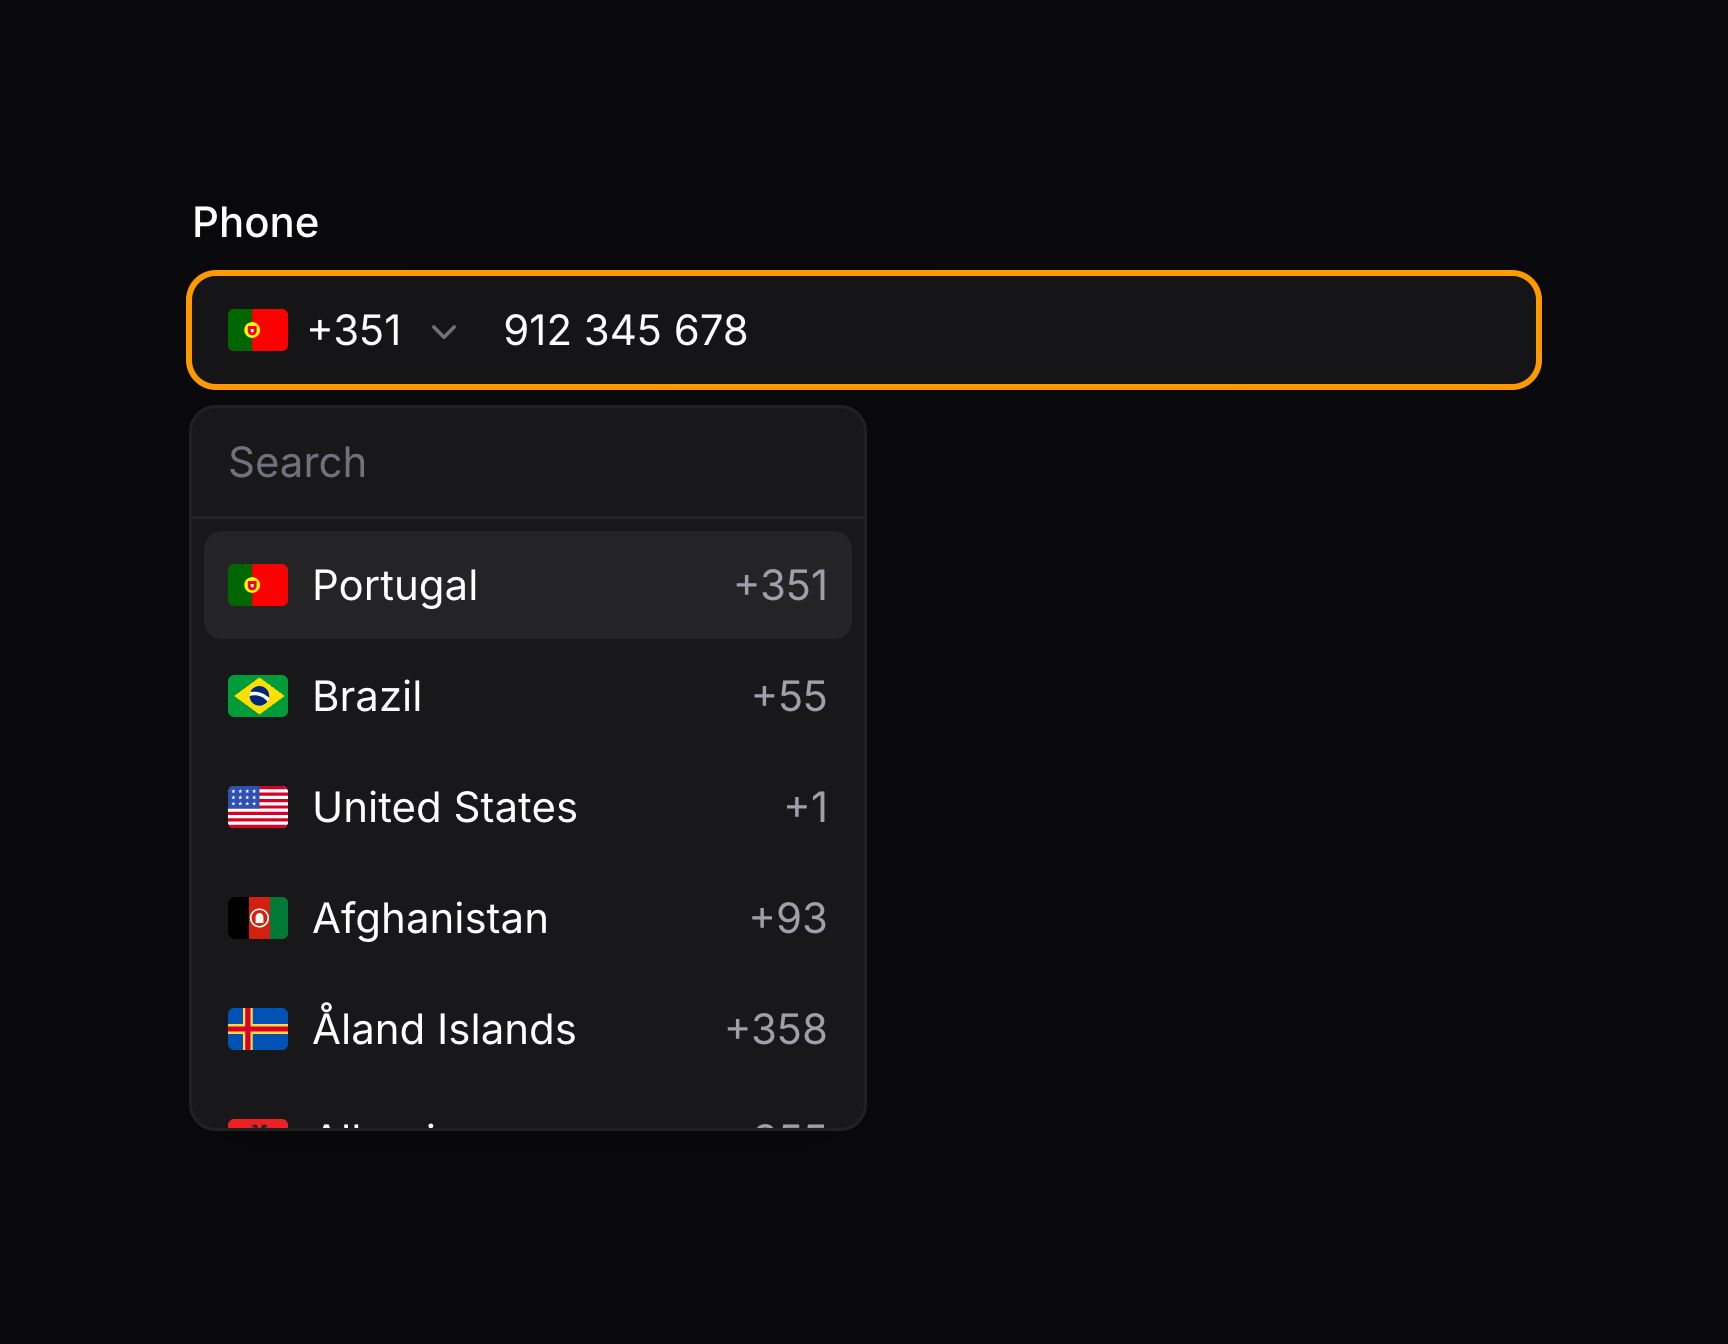 Phone
+351 912 345 678
Search
Portugal +351
Brazil +55
United States +1
Afghanistan +93
Åland Islands +358